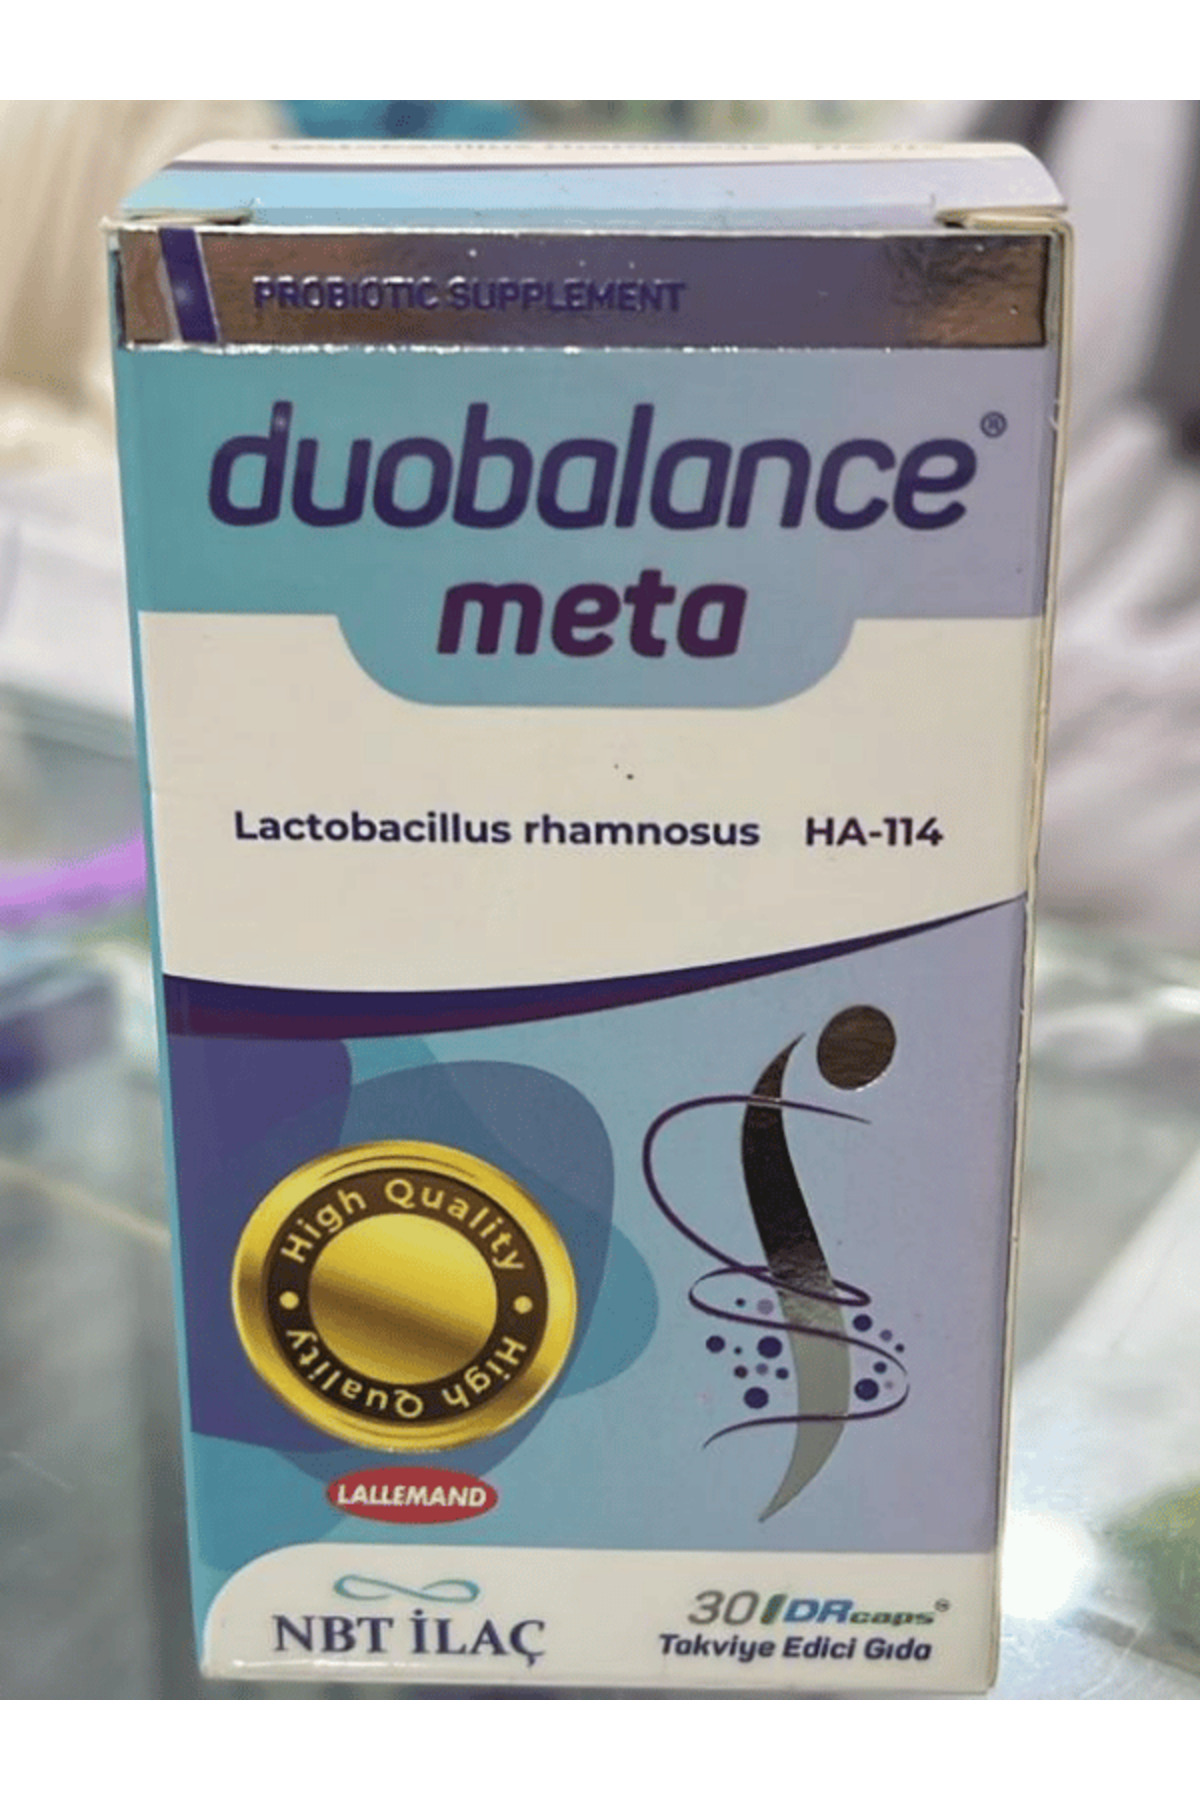 PROBIOTIC SUPPLEMENT
duobalance®
meta
Lactobacillus rhamnosus HA-114
High Quality
High Quality
LALLEMAND
NBT İLAÇ
30 DRcaps
Takviye Edici Gıda